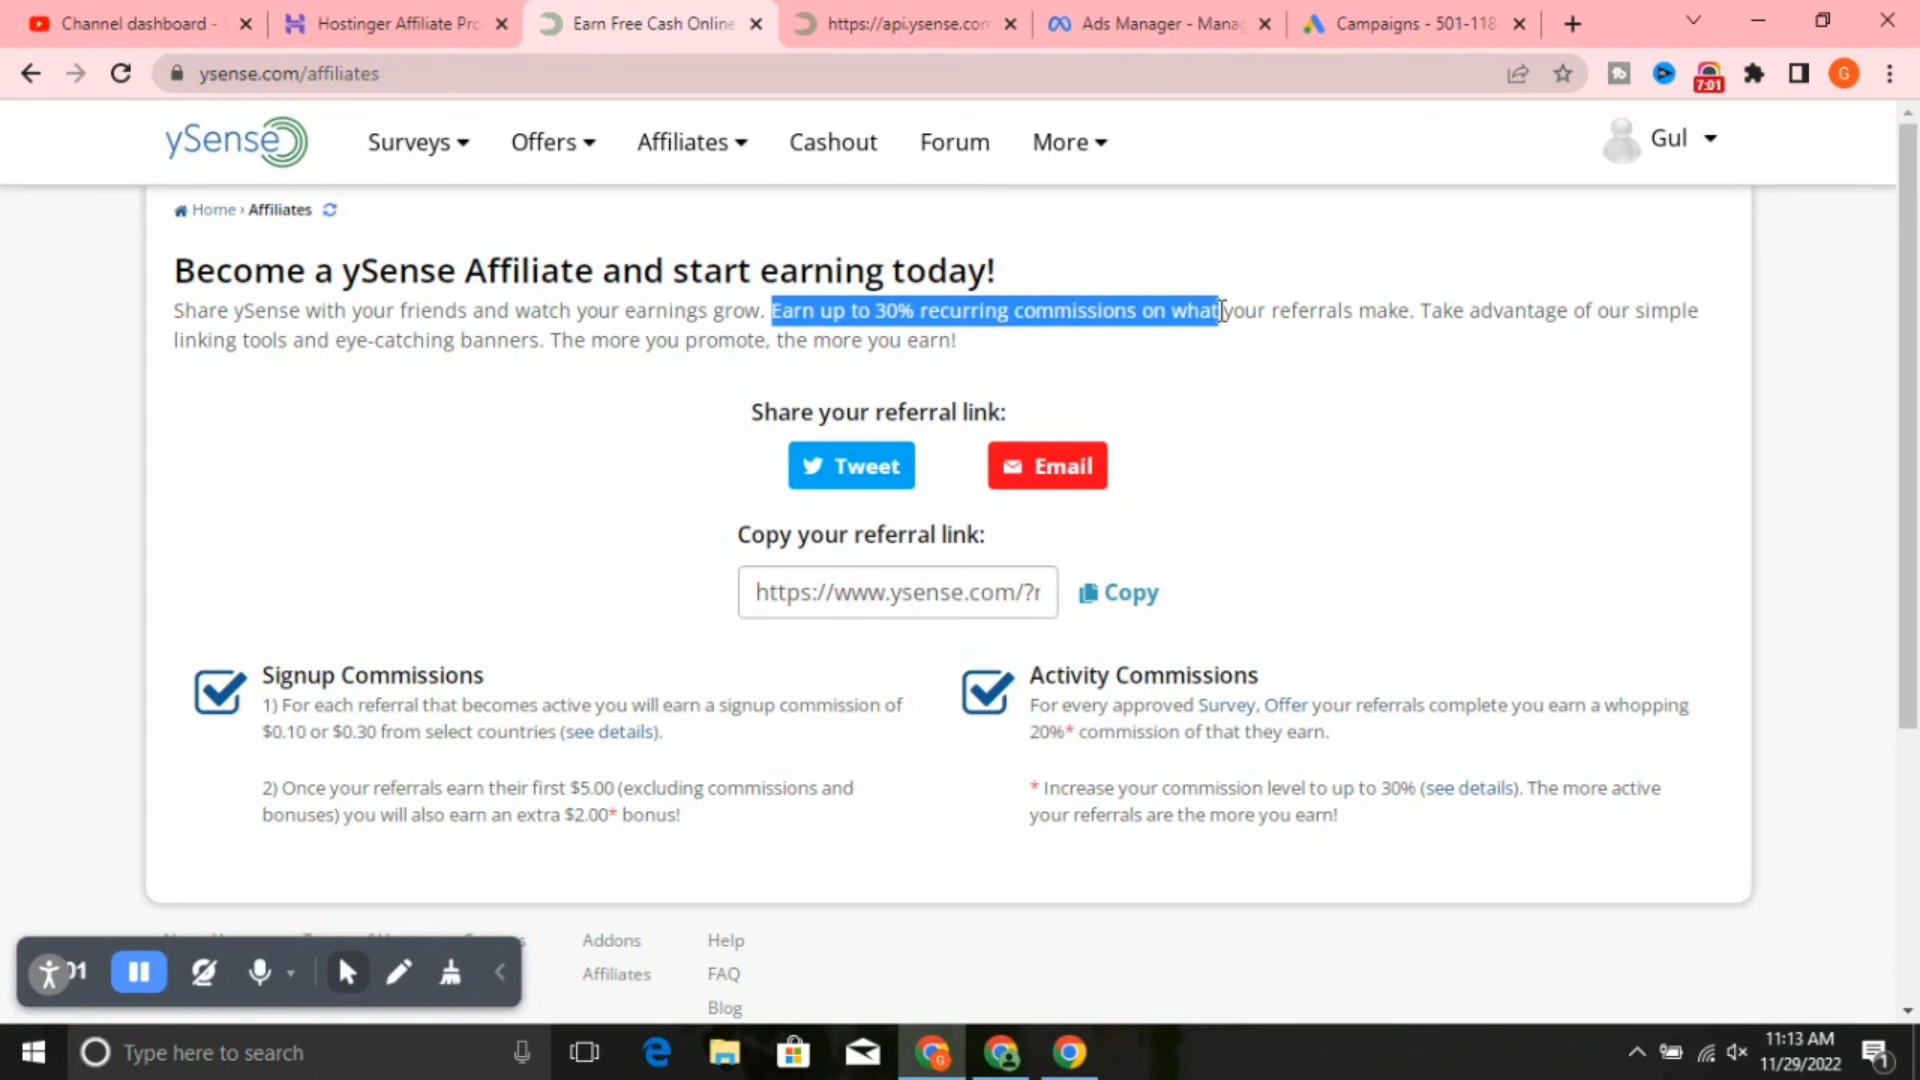 Channel dashboard -
Hostinger Affiliate Pro
Earn Free Cash Online
https://api.ysense.com
Ads Manager - Manag
Campaigns - 501-118
ysense.com/affiliates
7:01
G
ySense
Surveys
Offers
Affiliates
Cashout
Forum
More
Gul
Home › Affiliates
Become a ySense Affiliate and start earning today!
Share ySense with your friends and watch your earnings grow. Earn up to 30% recurring commissions on what your referrals make. Take advantage of our simple
linking tools and eye-catching banners. The more you promote, the more you earn!
Share your referral link:
Tweet
Email
Copy your referral link:
https://www.ysense.com/?r
Copy
Signup Commissions
1) For each referral that becomes active you will earn a signup commission of
$0.10 or $0.30 from select countries (see details).
2) Once your referrals earn their first $5.00 (excluding commissions and
bonuses) you will also earn an extra $2.00* bonus!
Activity Commissions
For every approved Survey, Offer your referrals complete you earn a whopping
20%* commission of that they earn.
* Increase your commission level to up to 30% (see details). The more active
your referrals are the more you earn!
Addons
Help
Affiliates
FAQ
Blog
01
Type here to search
G
11:13 AM
11/29/2022
1